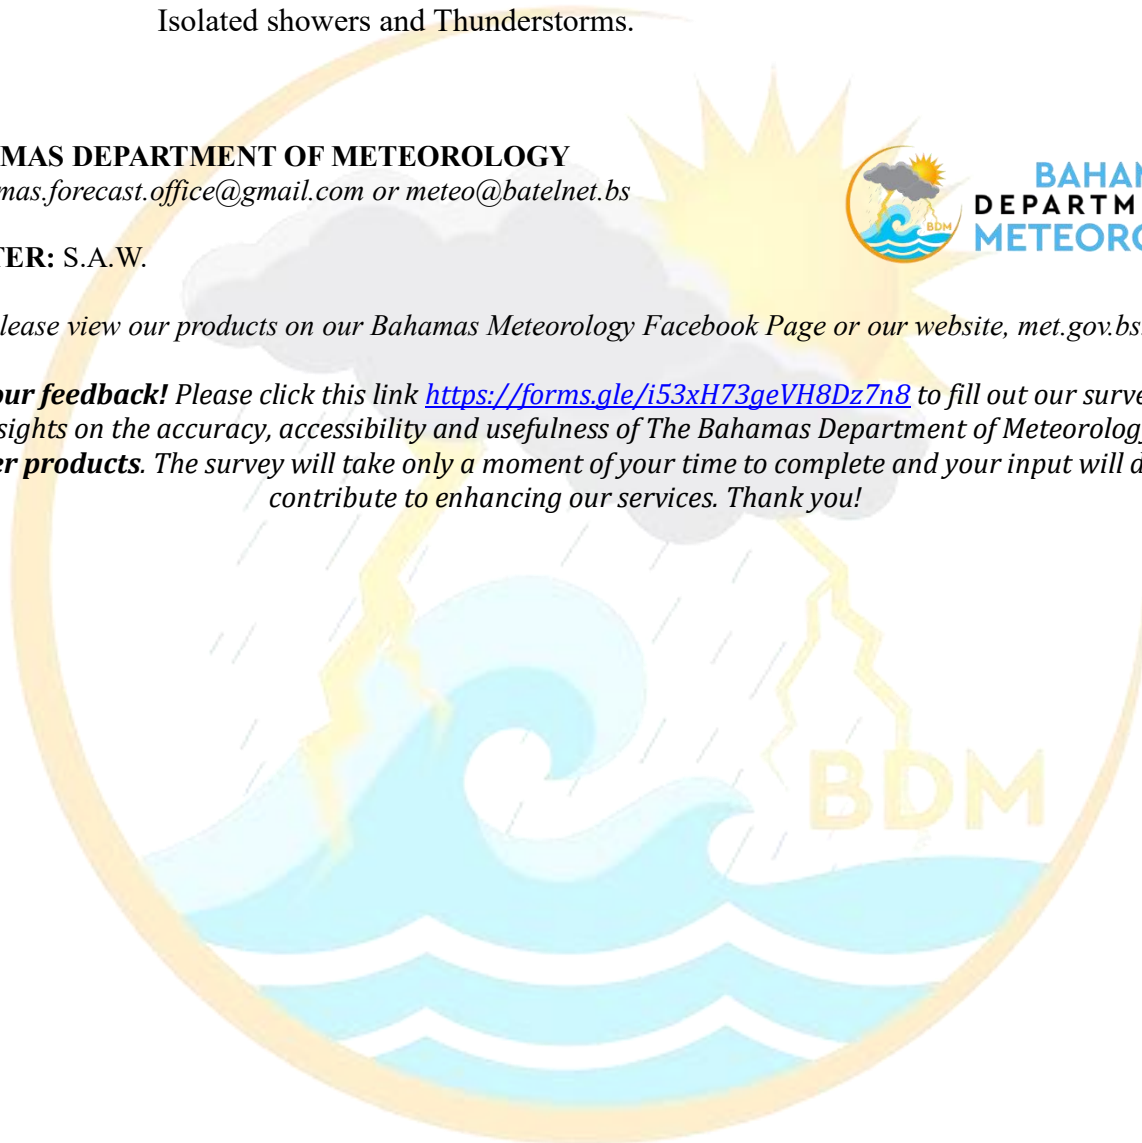 Isolated showers and Thunderstorms.
MAS DEPARTMENT OF METEOROLOGY
mas.forecast.office@gmail.com or meteo@batelnet.bs
BAHAM
DEPARTM
METEORO
BDM
TER: S.A.W.
lease view our products on our Bahamas Meteorology Facebook Page or our website, met.gov.bs.
our feedback! Please click this link https://forms.gle/i53xH73geVH8Dz7n8 to fill out our surve
sights on the accuracy, accessibility and usefulness of The Bahamas Department of Meteorology
er products. The survey will take only a moment of your time to complete and your input will d
contribute to enhancing our services. Thank you!
BDM